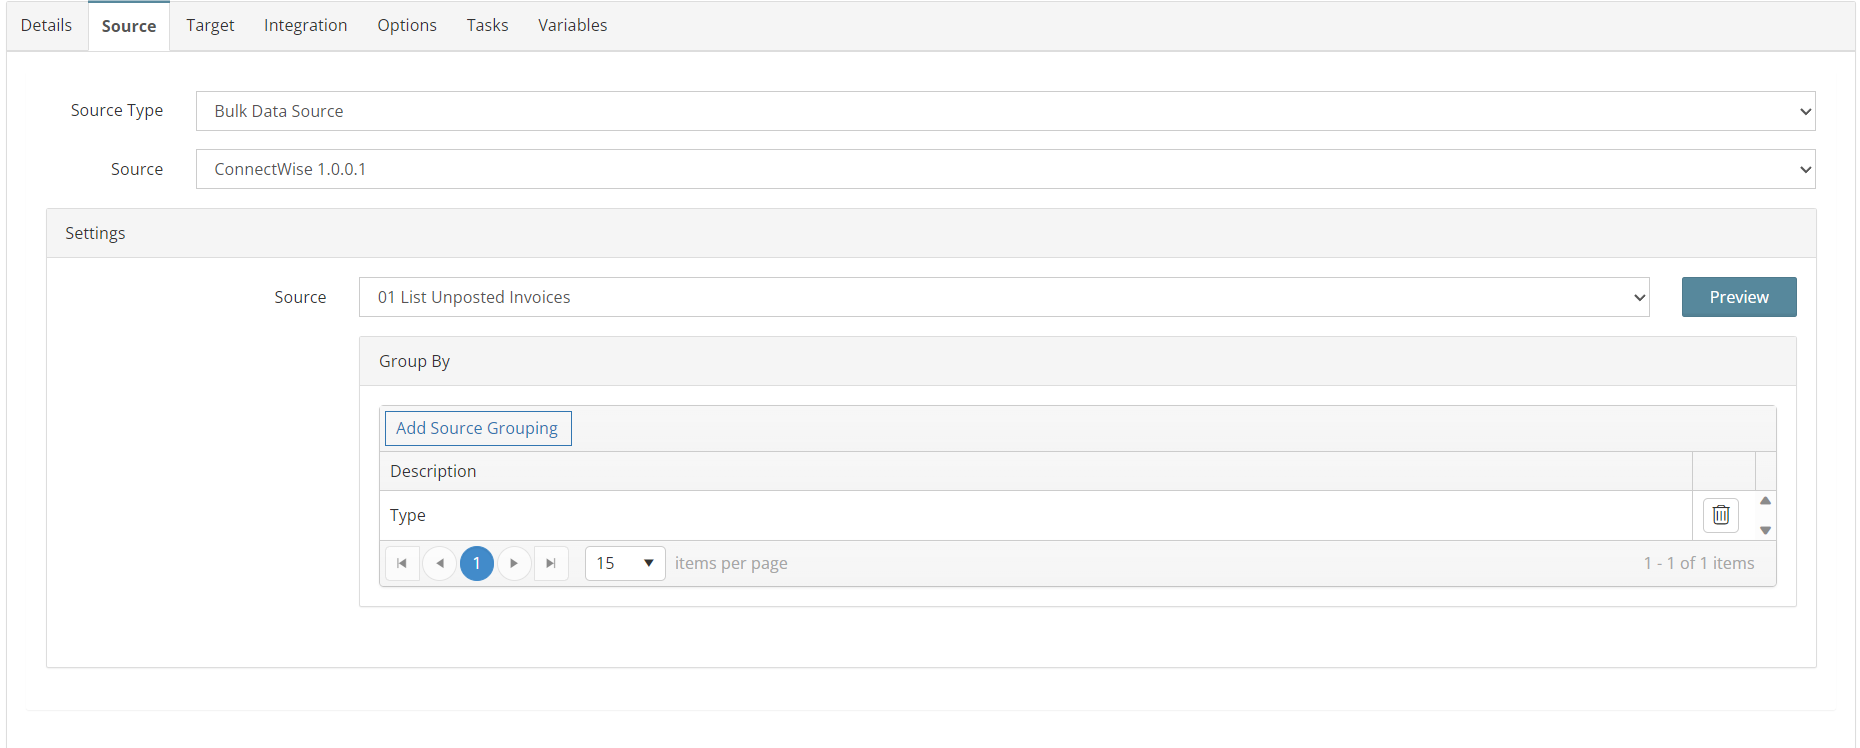 Details Source Target Integration Options Tasks Variables
Source Type Bulk Data Source
Source ConnectWise 1.0.0.1
Settings
Source 01 List Unposted Invoices Preview
Group By
Add Source Grouping
Description
Type
1 15 items per page 1 - 1 of 1 items